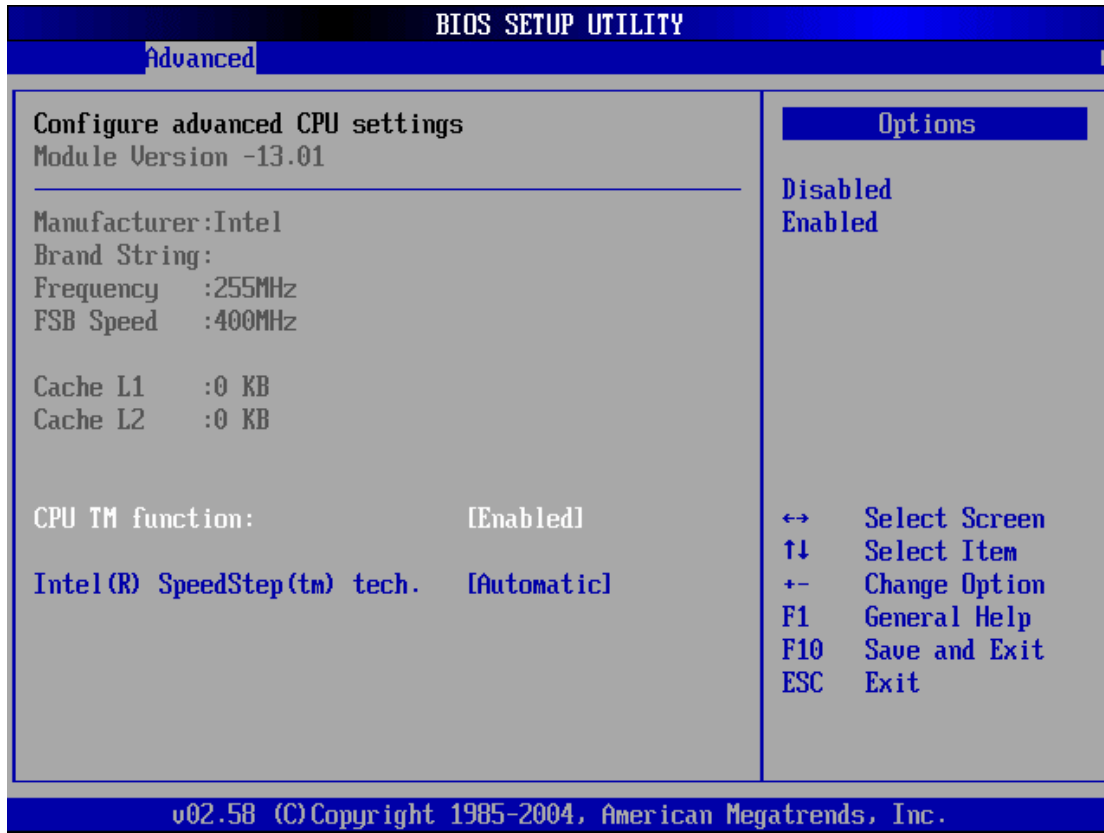 BIOS SETUP UTILITY
Advanced
Configure advanced CPU settings
Module Version -13.01
Manufacturer:Intel
Brand String:
Frequency :255MHz
FSB Speed :400MHz
Cache L1 :0 KB
Cache L2 :0 KB
CPU TM function: [Enabled]
Intel(R) SpeedStep(tm) tech. [Automatic]
Options
Disabled
Enabled
↔ Select Screen
↑↓ Select Item
+- Change Option
F1 General Help
F10 Save and Exit
ESC Exit
v02.58 (C)Copyright 1985-2004, American Megatrends, Inc.